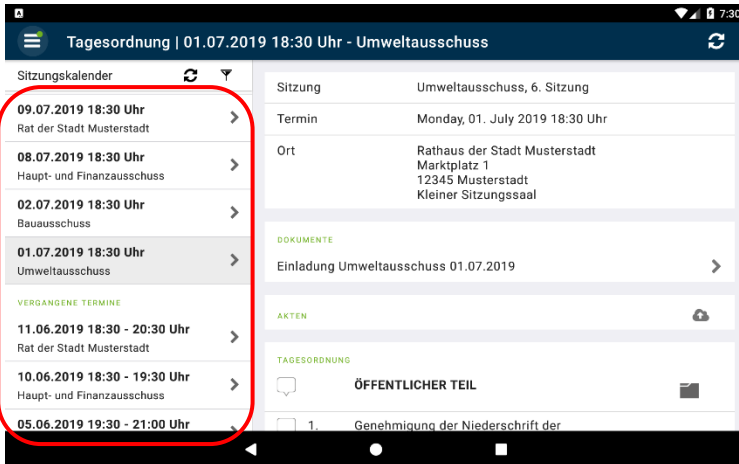 7:30
Tagesordnung | 01.07.2019 18:30 Uhr - Umweltausschuss
Sitzungskalender
09.07.2019 18:30 Uhr
Rat der Stadt Musterstadt
08.07.2019 18:30 Uhr
Haupt- und Finanzausschuss
02.07.2019 18:30 Uhr
Bauausschuss
01.07.2019 18:30 Uhr
Umweltausschuss
VERGANGENE TERMINE
11.06.2019 18:30 - 20:30 Uhr
Rat der Stadt Musterstadt
10.06.2019 18:30 - 19:30 Uhr
Haupt- und Finanzausschuss
05.06.2019 19:30 - 21:00 Uhr
Sitzung Umweltausschuss, 6. Sitzung
Termin Monday, 01. July 2019 18:30 Uhr
Ort Rathaus der Stadt Musterstadt
Marktplatz 1
12345 Musterstadt
Kleiner Sitzungssaal
DOKUMENTE
Einladung Umweltausschuss 01.07.2019
AKTEN
TAGESORDNUNG
ÖFFENTLICHER TEIL
1. Genehmigung der Niederschrift der